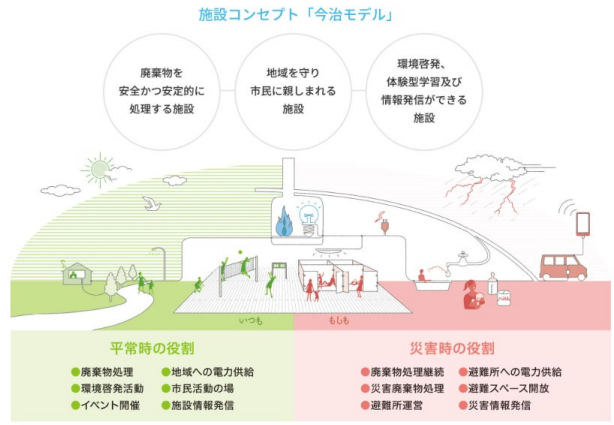 施設コンセプト「今治モデル」
廃棄物を
安全かつ安定的に
処理する施設
地域を守り
市民に親しまれる
施設
環境啓発、
体験型学習及び
情報発信ができる
施設
いつも
もしも
平常時の役割
●廃棄物処理
●地域への電力供給
●環境啓発活動
●市民活動の場
●イベント開催
●施設情報発信
災害時の役割
●廃棄物処理継続
●避難所への電力供給
●災害廃棄物処理
●避難スペース開放
●避難所運営
●災害情報発信